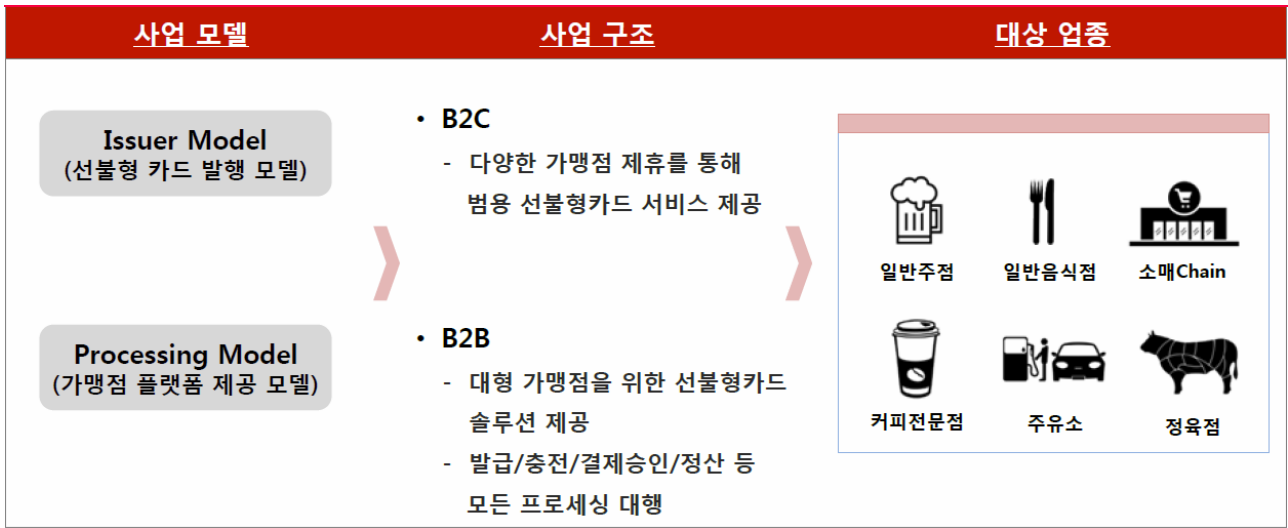 사업 모델
사업 구조
대상 업종
Issuer Model
(선불형 카드 발행 모델)
• B2C
- 다양한 가맹점 제휴를 통해
범용 선불형카드 서비스 제공
Processing Model
(가맹점 플랫폼 제공 모델)
• B2B
- 대형 가맹점을 위한 선불형카드
솔루션 제공
- 발급/충전/결제승인/정산 등
모든 프로세싱 대행
일반주점
일반음식점
소매Chain
커피전문점
주유소
정육점